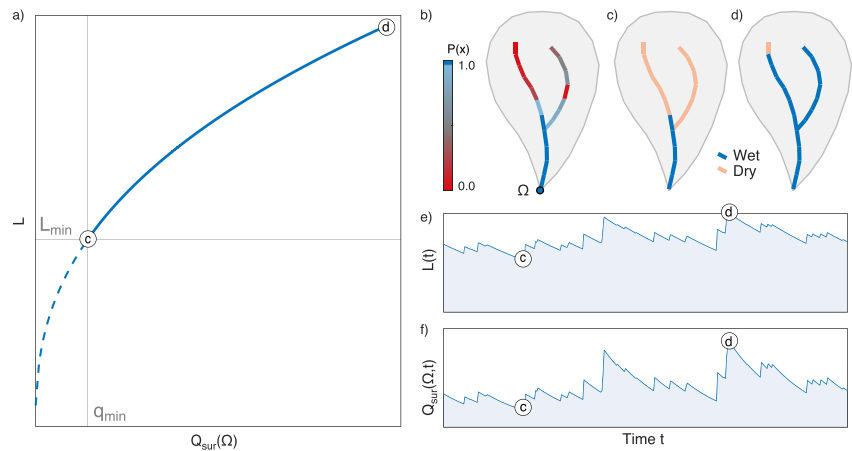 a)
d
L
L_min
c
q_min
Q_sur(Ω)
b)
P(x)
1.0
0.0
Ω
c)
d)
Wet
Dry
e)
L(t)
c
d
f)
Q_sur(Ω,t)
c
d
Time t